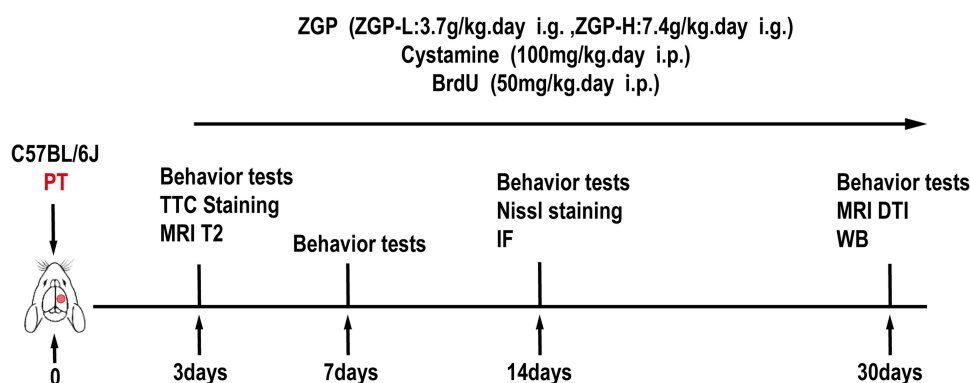 ZGP (ZGP-L:3.7g/kg.day i.g. ,ZGP-H:7.4g/kg.day i.g.)
Cystamine (100mg/kg.day i.p.)
BrdU (50mg/kg.day i.p.)
C57BL/6J
PT
Behavior tests
TTC Staining
MRI T2
Behavior tests
Behavior tests
Nissl staining
IF
Behavior tests
MRI DTI
WB
0
3days
7days
14days
30days